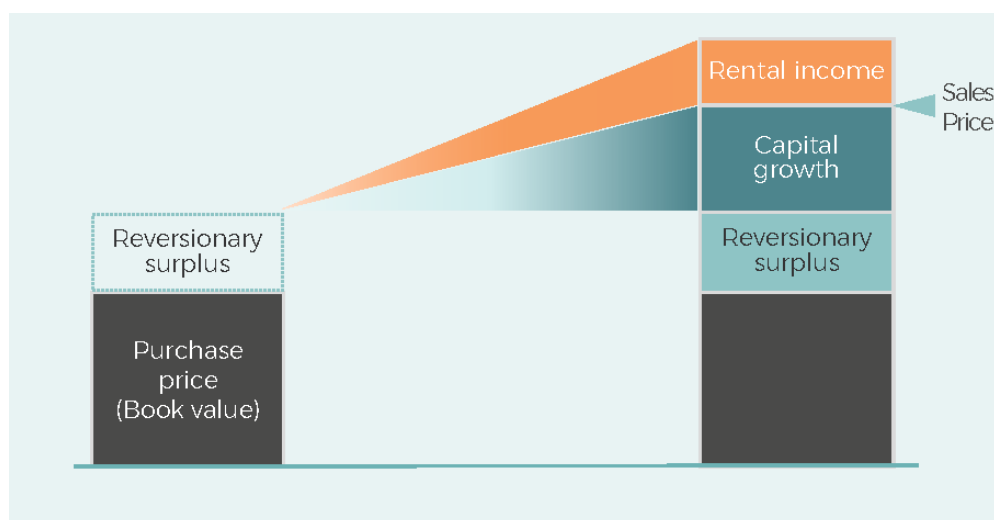 Rental income
Sales
Price
Capital
growth
Reversionary
surplus
Reversionary
surplus
Purchase
price
(Book value)